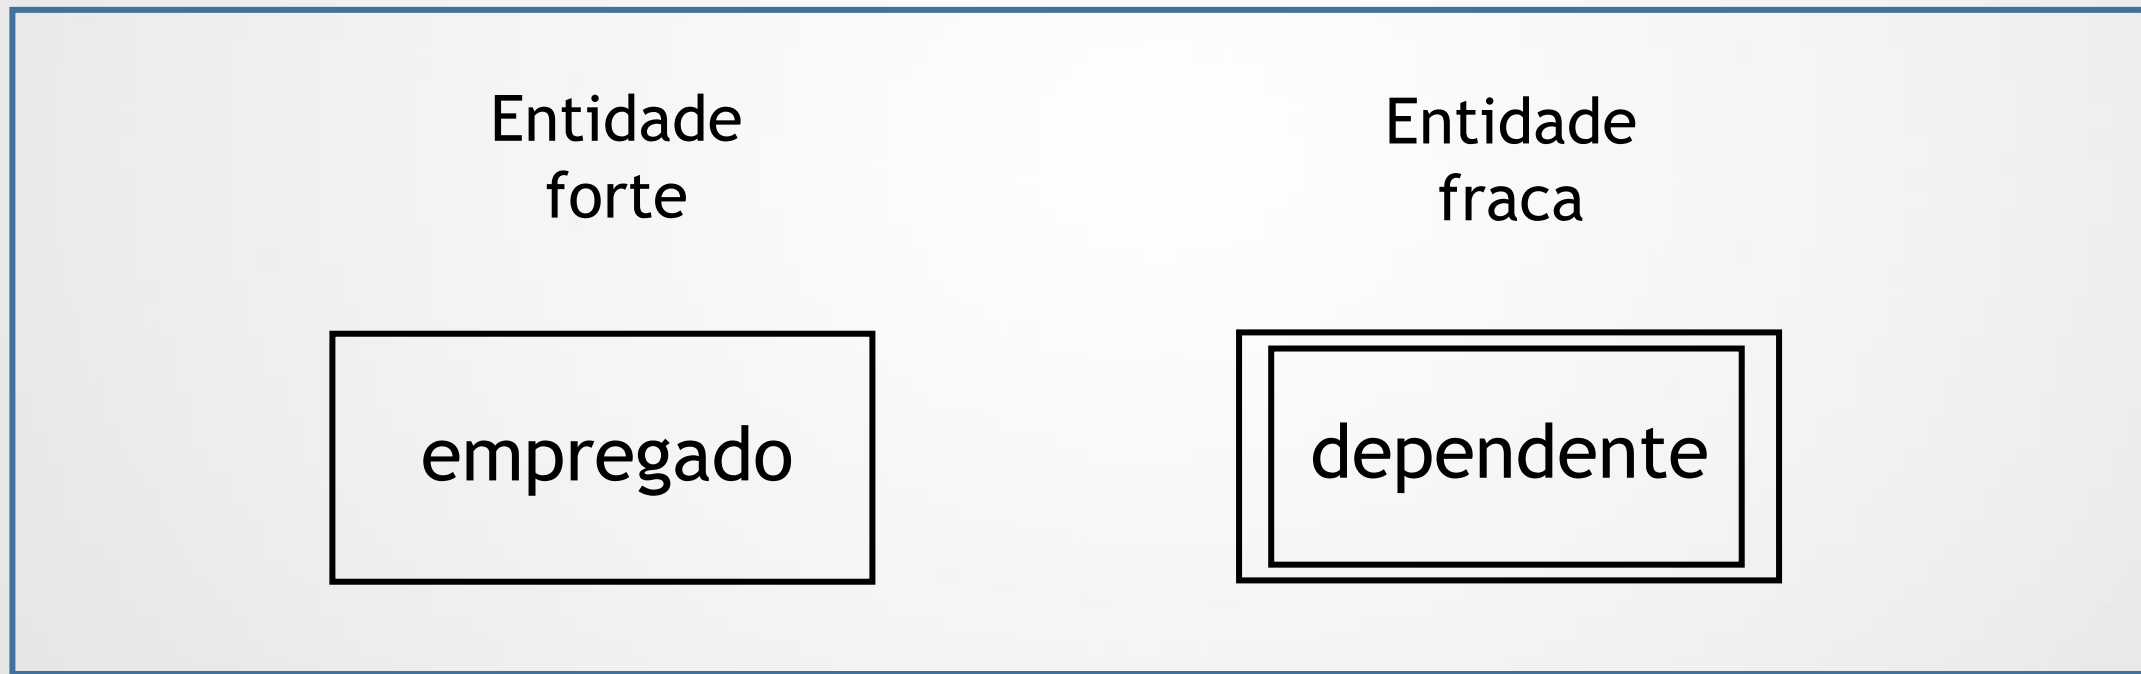 Entidade
forte
Entidade
fraca
empregado
dependente